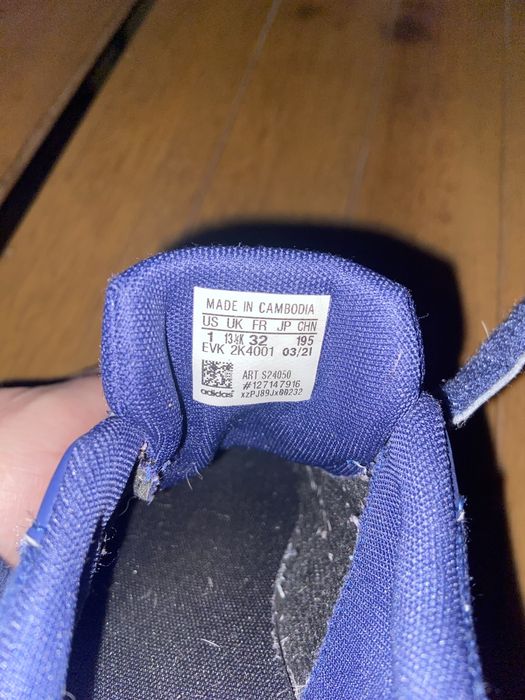 MADE IN CAMBODIA
US UK FR JP CHN
1 13½K 32 195
EVK 2K4001 03/21
ART S24050
#127147916
adidas xzPJ89Jx00232